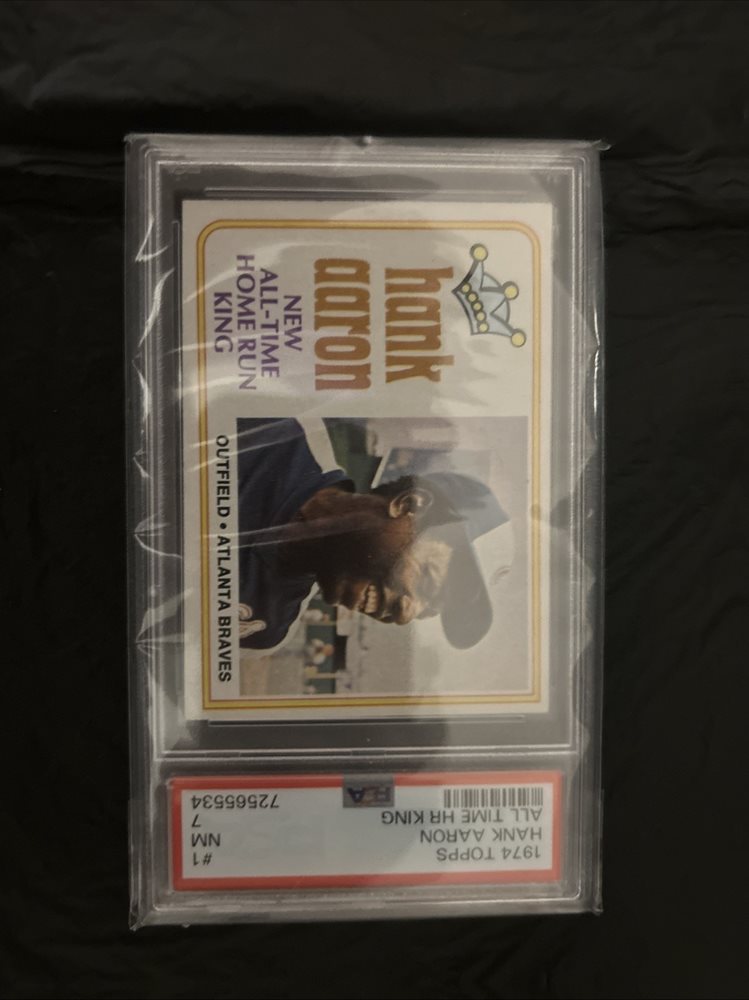 1974 TOPPS
#1
HANK AARON
NM
ALL TIME HR KING
7
PSA
72565534
hank
aaron
NEW
ALL-TIME
HOME RUN
KING
OUTFIELD • ATLANTA BRAVES